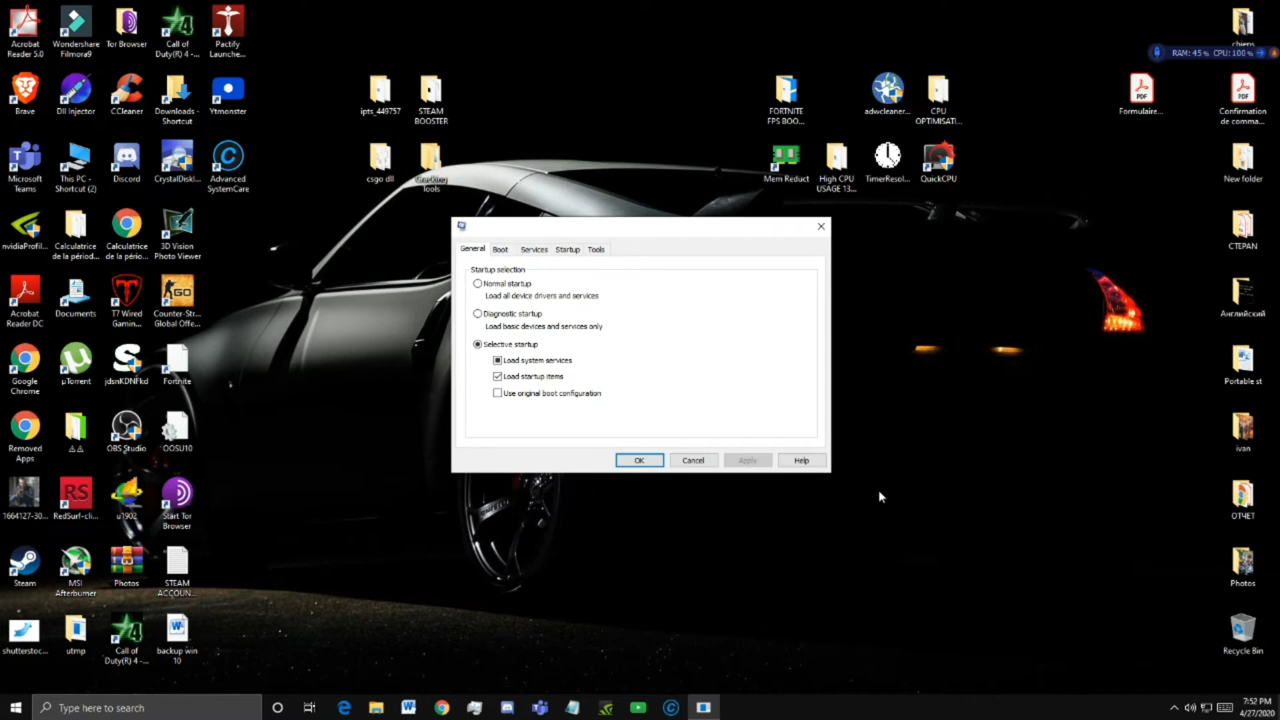 Acrobat
Reader 5.0
Wondershare
Filmora9
Tor Browser
Call of
Duty(R) 4 -...
Pactify
Launche...
Brave
Dll Injector
CCleaner
Downloads -
Shortcut
Ytmonster
Microsoft
Teams
This PC -
Shortcut (2)
Discord
CrystalDiskI...
Advanced
SystemCare
nvidiaProfil...
Calculatrice
de la périod...
Calculatrice
de la pério...
3D Vision
Photo Viewer
Acrobat
Reader DC
Documents
T7 Wired
Gamin...
Counter-Str...
Global Offe...
Google
Chrome
µTorrent
jdsnKDNFkd
Fortnite
Removed
Apps
OBS Studio
OOSU10
1664127-30...
RedSurf-cli...
u1902
Start Tor
Browser
Steam
MSI
Afterburner
Photos
STEAM
ACCOUN...
shutterstoc...
utmp
Call of
Duty(R) 4 -...
backup win
10
ipts_449757
STEAM
BOOSTER
csgo dll
Cracking
tools
FORTNITE
FPS BOO...
adwcleaner...
CPU
OPTIMISATI...
Mem Reduct
High CPU
USAGE 13...
TimerResol...
QuickCPU
General
Boot
Services
Startup
Tools
Startup selection
Normal startup
Load all device drivers and services
Diagnostic startup
Load basic devices and services only
Selective startup
Load system services
Load startup items
Use original boot configuration
OK
Cancel
Apply
Help
chiens
RAM: 45 % CPU: 100 %
PDF
Formulaire...
PDF
Confirmation
de comma...
New folder
CTEPAN
Английский
Portable st
ivan
ОТЧЕТ
Photos
Recycle Bin
Type here to search
7:52 PM
4/27/2020